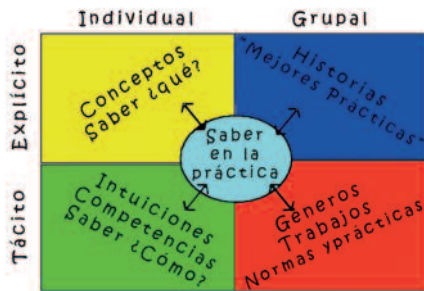 Individual
Grupal
Explícito
Conceptos
Saber ¿qué?
Historias
"Mejores Prácticas"
Saber
en la
práctica
Tácito
Intuiciones
Competencias
Saber ¿Cómo?
Géneros
Trabajos
Normas yprácticas